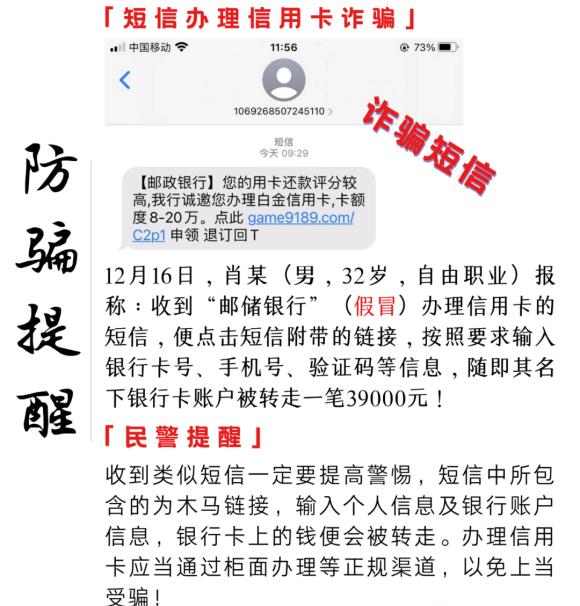 「短信办理信用卡诈骗」
中国移动
11:56
73%
1069268507245110 >
诈骗短信
短信
今天 09:29
【邮政银行】您的用卡还款评分较
高,我行诚邀您办理白金信用卡,卡额
度8-20万。点此 game9189.com/
C2p1 申领 退订回T
防骗提醒
12月16日，肖某（男，32岁，自由职业）报
称：收到“邮储银行”（假冒）办理信用卡的
短信，便点击短信附带的链接，按照要求输入
银行卡号、手机号、验证码等信息，随即其名
下银行卡账户被转走一笔39000元！
「民警提醒」
收到类似短信一定要提高警惕，短信中所包
含的为木马链接，输入个人信息及银行账户
信息，银行卡上的钱便会被转走。办理信用
卡应当通过柜面办理等正规渠道，以免上当
受骗！